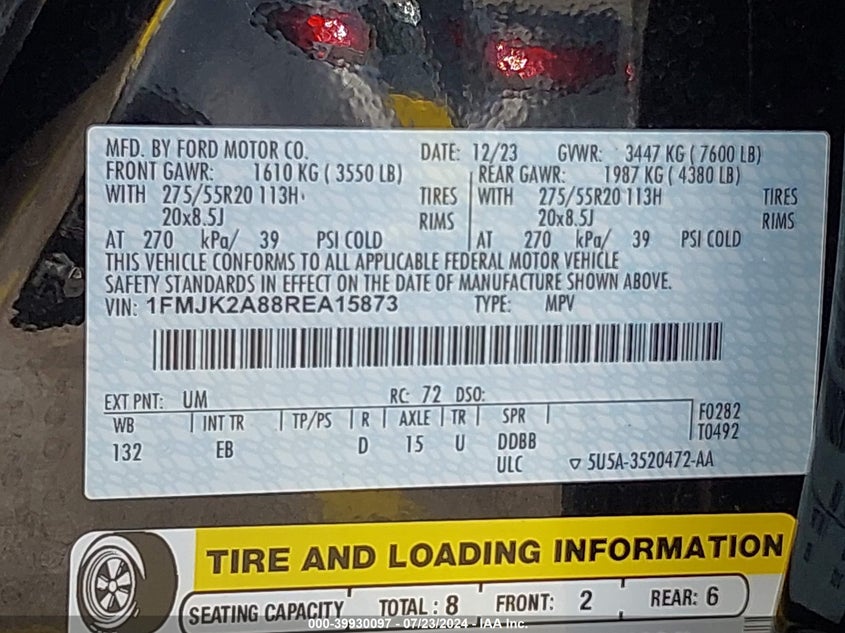 MFD. BY FORD MOTOR CO. DATE: 12/23 GVWR: 3447 KG ( 7600 LB)
FRONT GAWR: 1610 KG ( 3550 LB) REAR GAWR: 1987 KG ( 4380 LB)
WITH 275/55R20 113H TIRES WITH 275/55R20 113H TIRES
20x8.5J RIMS 20x8.5J RIMS
AT 270 kPa/ 39 PSI COLD AT 270 kPa/ 39 PSI COLD
THIS VEHICLE CONFORMS TO ALL APPLICABLE FEDERAL MOTOR VEHICLE
SAFETY STANDARDS IN EFFECT ON THE DATE OF MANUFACTURE SHOWN ABOVE.
VIN: 1FMJK2A88REA15873 TYPE: MPV
EXT PNT: UM RC: 72 DSO:
WB INT TR TP/PS R AXLE TR SPR F0282
132 EB D 15 U DDBB T0492
ULC 5U5A-3520472-AA
TIRE AND LOADING INFORMATION
SEATING CAPACITY TOTAL : 8 FRONT: 2 REAR: 6
000-39930097 - 07/23/2024 - IAA Inc.